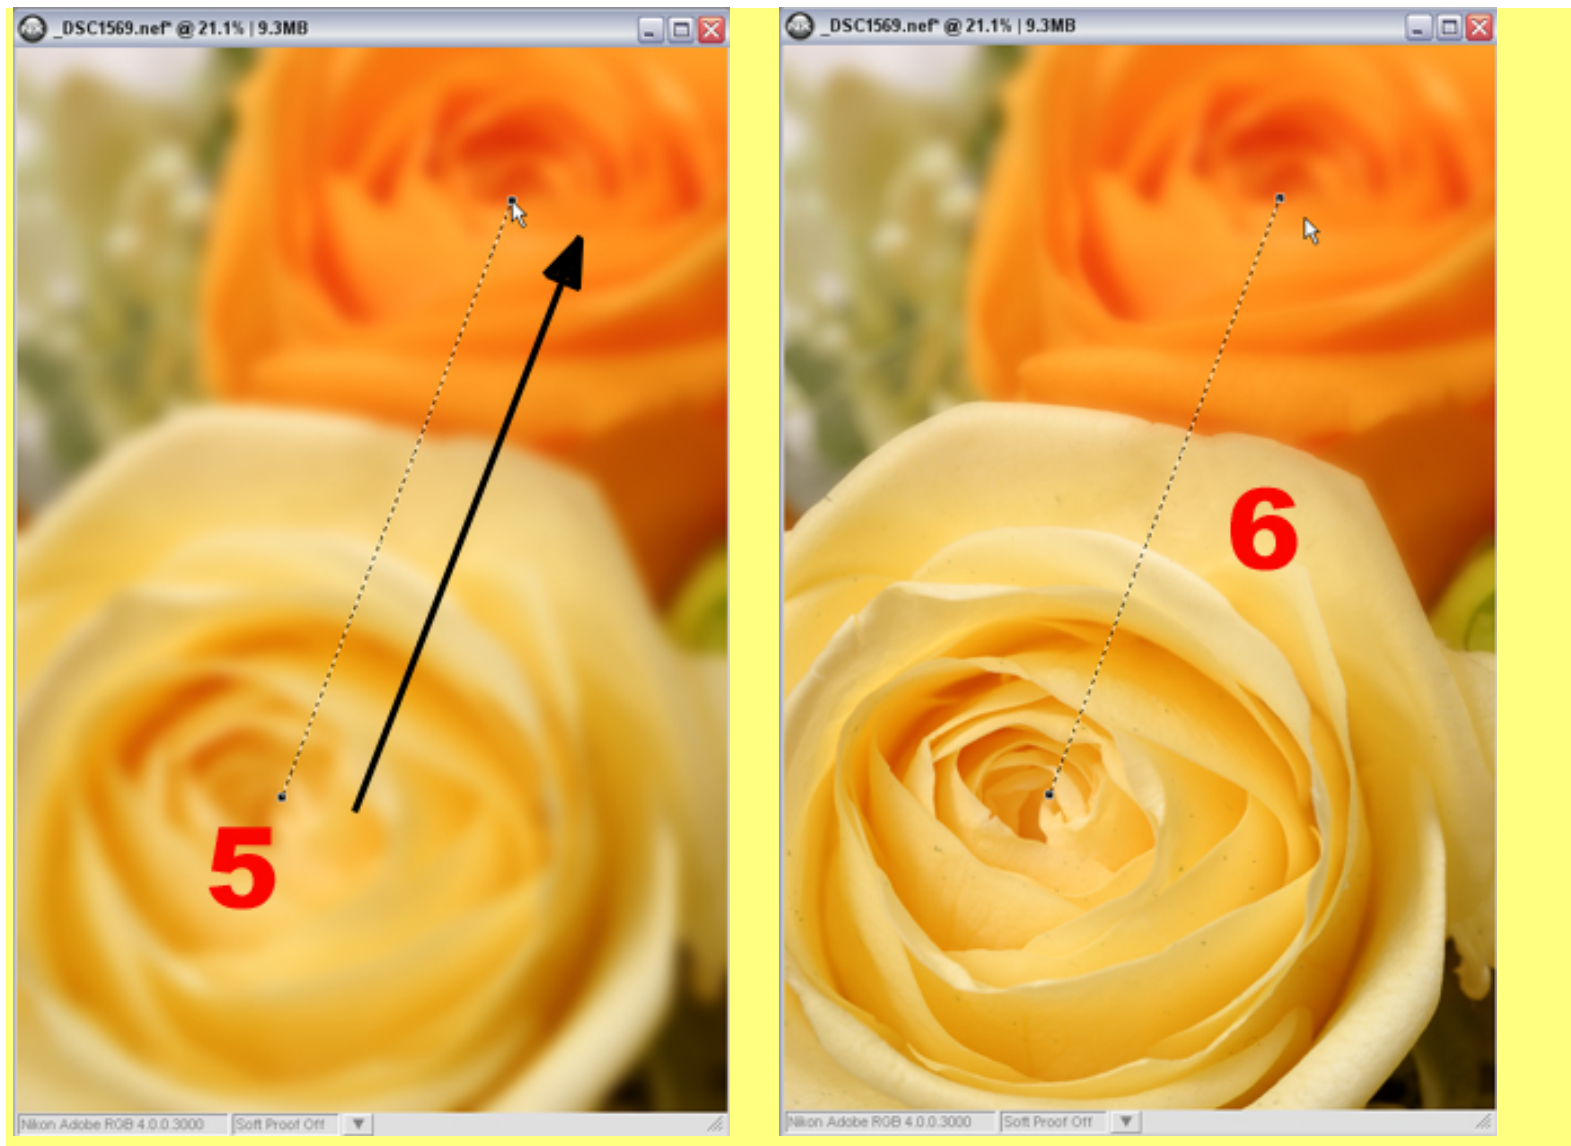 _DSC1569.nef* @ 21.1% | 9.3MB
5
Nikon Adobe RGB 4.0.0.3000 Soft Proof Off
_DSC1569.nef* @ 21.1% | 9.3MB
6
Nikon Adobe RGB 4.0.0.3000 Soft Proof Off